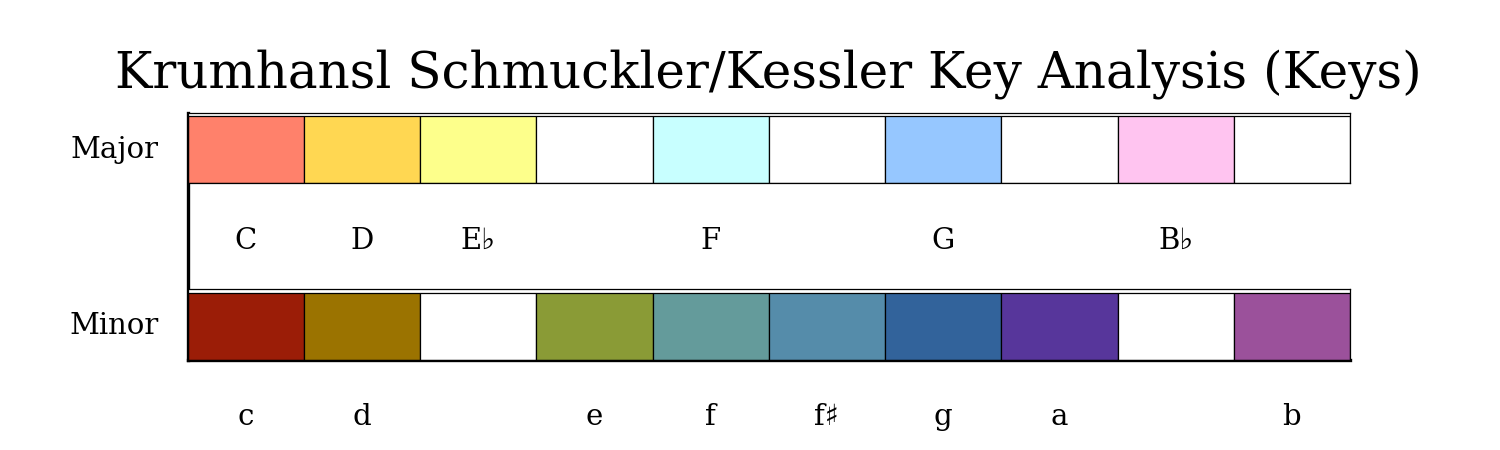 Krumhansl Schmuckler/Kessler Key Analysis (Keys)
Major
C D E♭ F G B♭
Minor
c d e f f♯ g a b